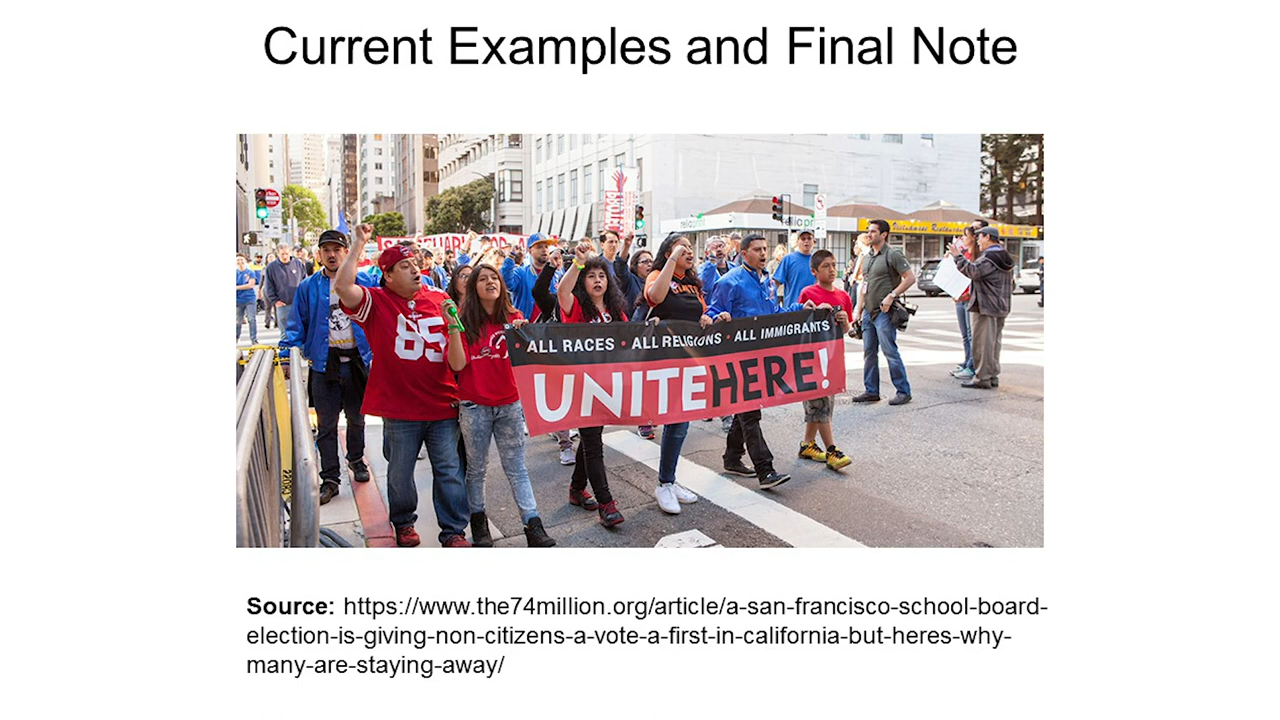 Current Examples and Final Note
85
• ALL RACES • ALL RELIGIONS • ALL IMMIGRANTS
UNITEHERE!
Source: https://www.the74million.org/article/a-san-francisco-school-board-
election-is-giving-non-citizens-a-vote-a-first-in-california-but-heres-why-
many-are-staying-away/